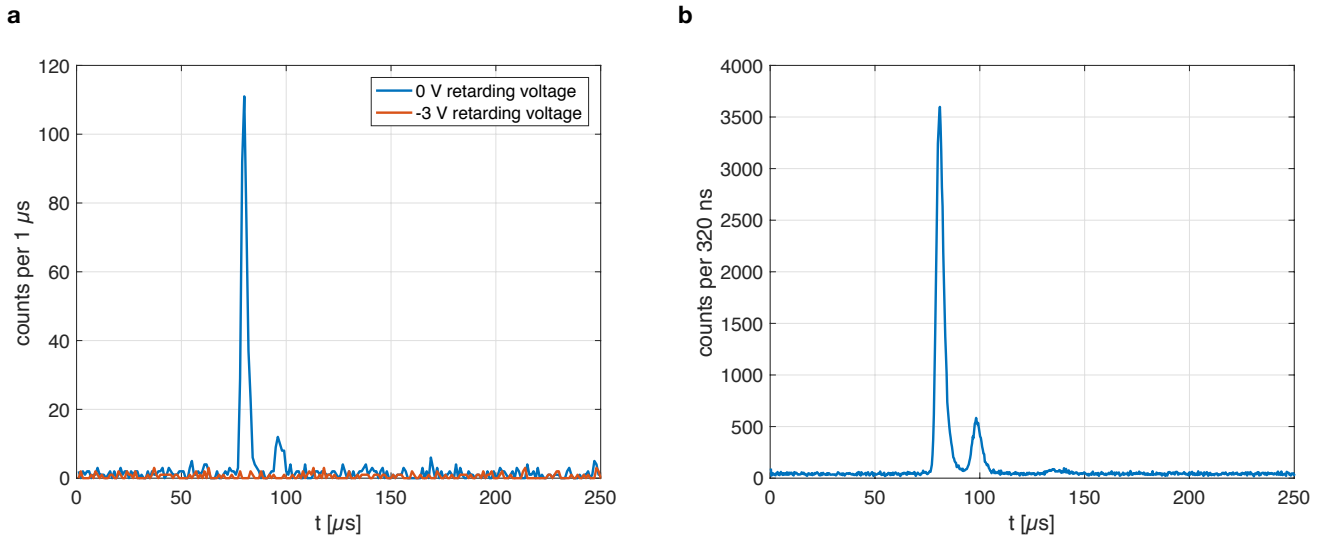 a
120
100
80
60
40
20
0
counts per 1 µs
0 50 100 150 200 250
t [µs]
0 V retarding voltage
-3 V retarding voltage
b
4000
3500
3000
2500
2000
1500
1000
500
0
counts per 320 ns
0 50 100 150 200 250
t [µs]